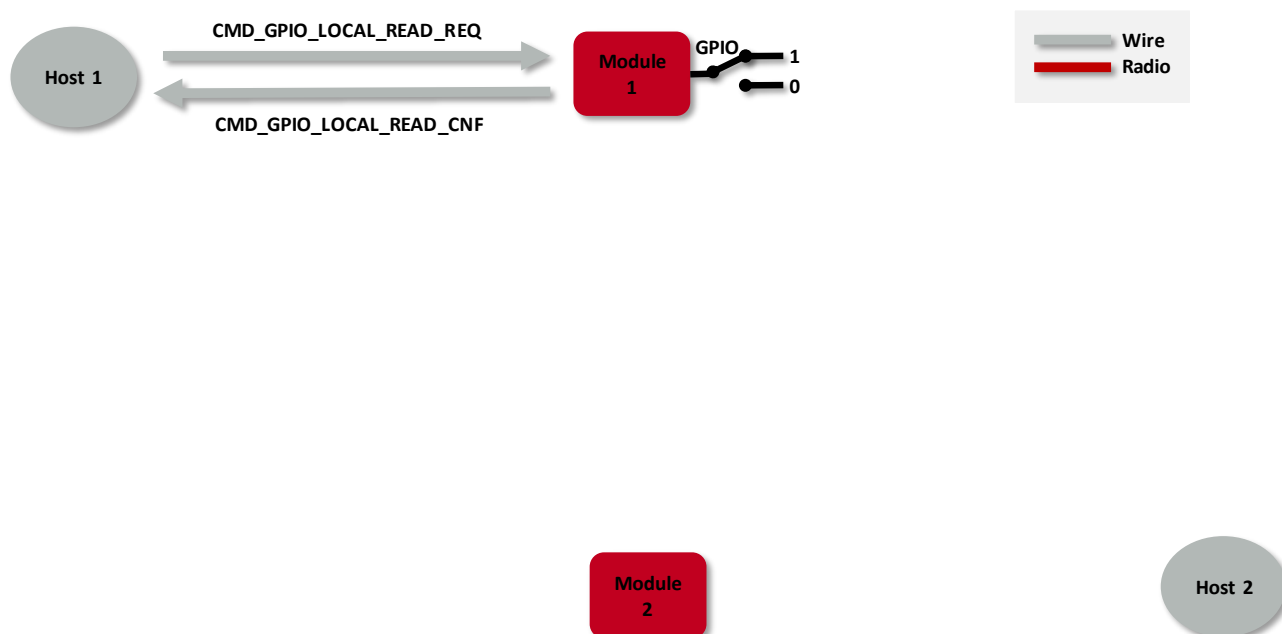 CMD_GPIO_LOCAL_READ_REQ
Host 1
Module
1
GPIO
1
0
Wire
Radio
CMD_GPIO_LOCAL_READ_CNF
Module
2
Host 2